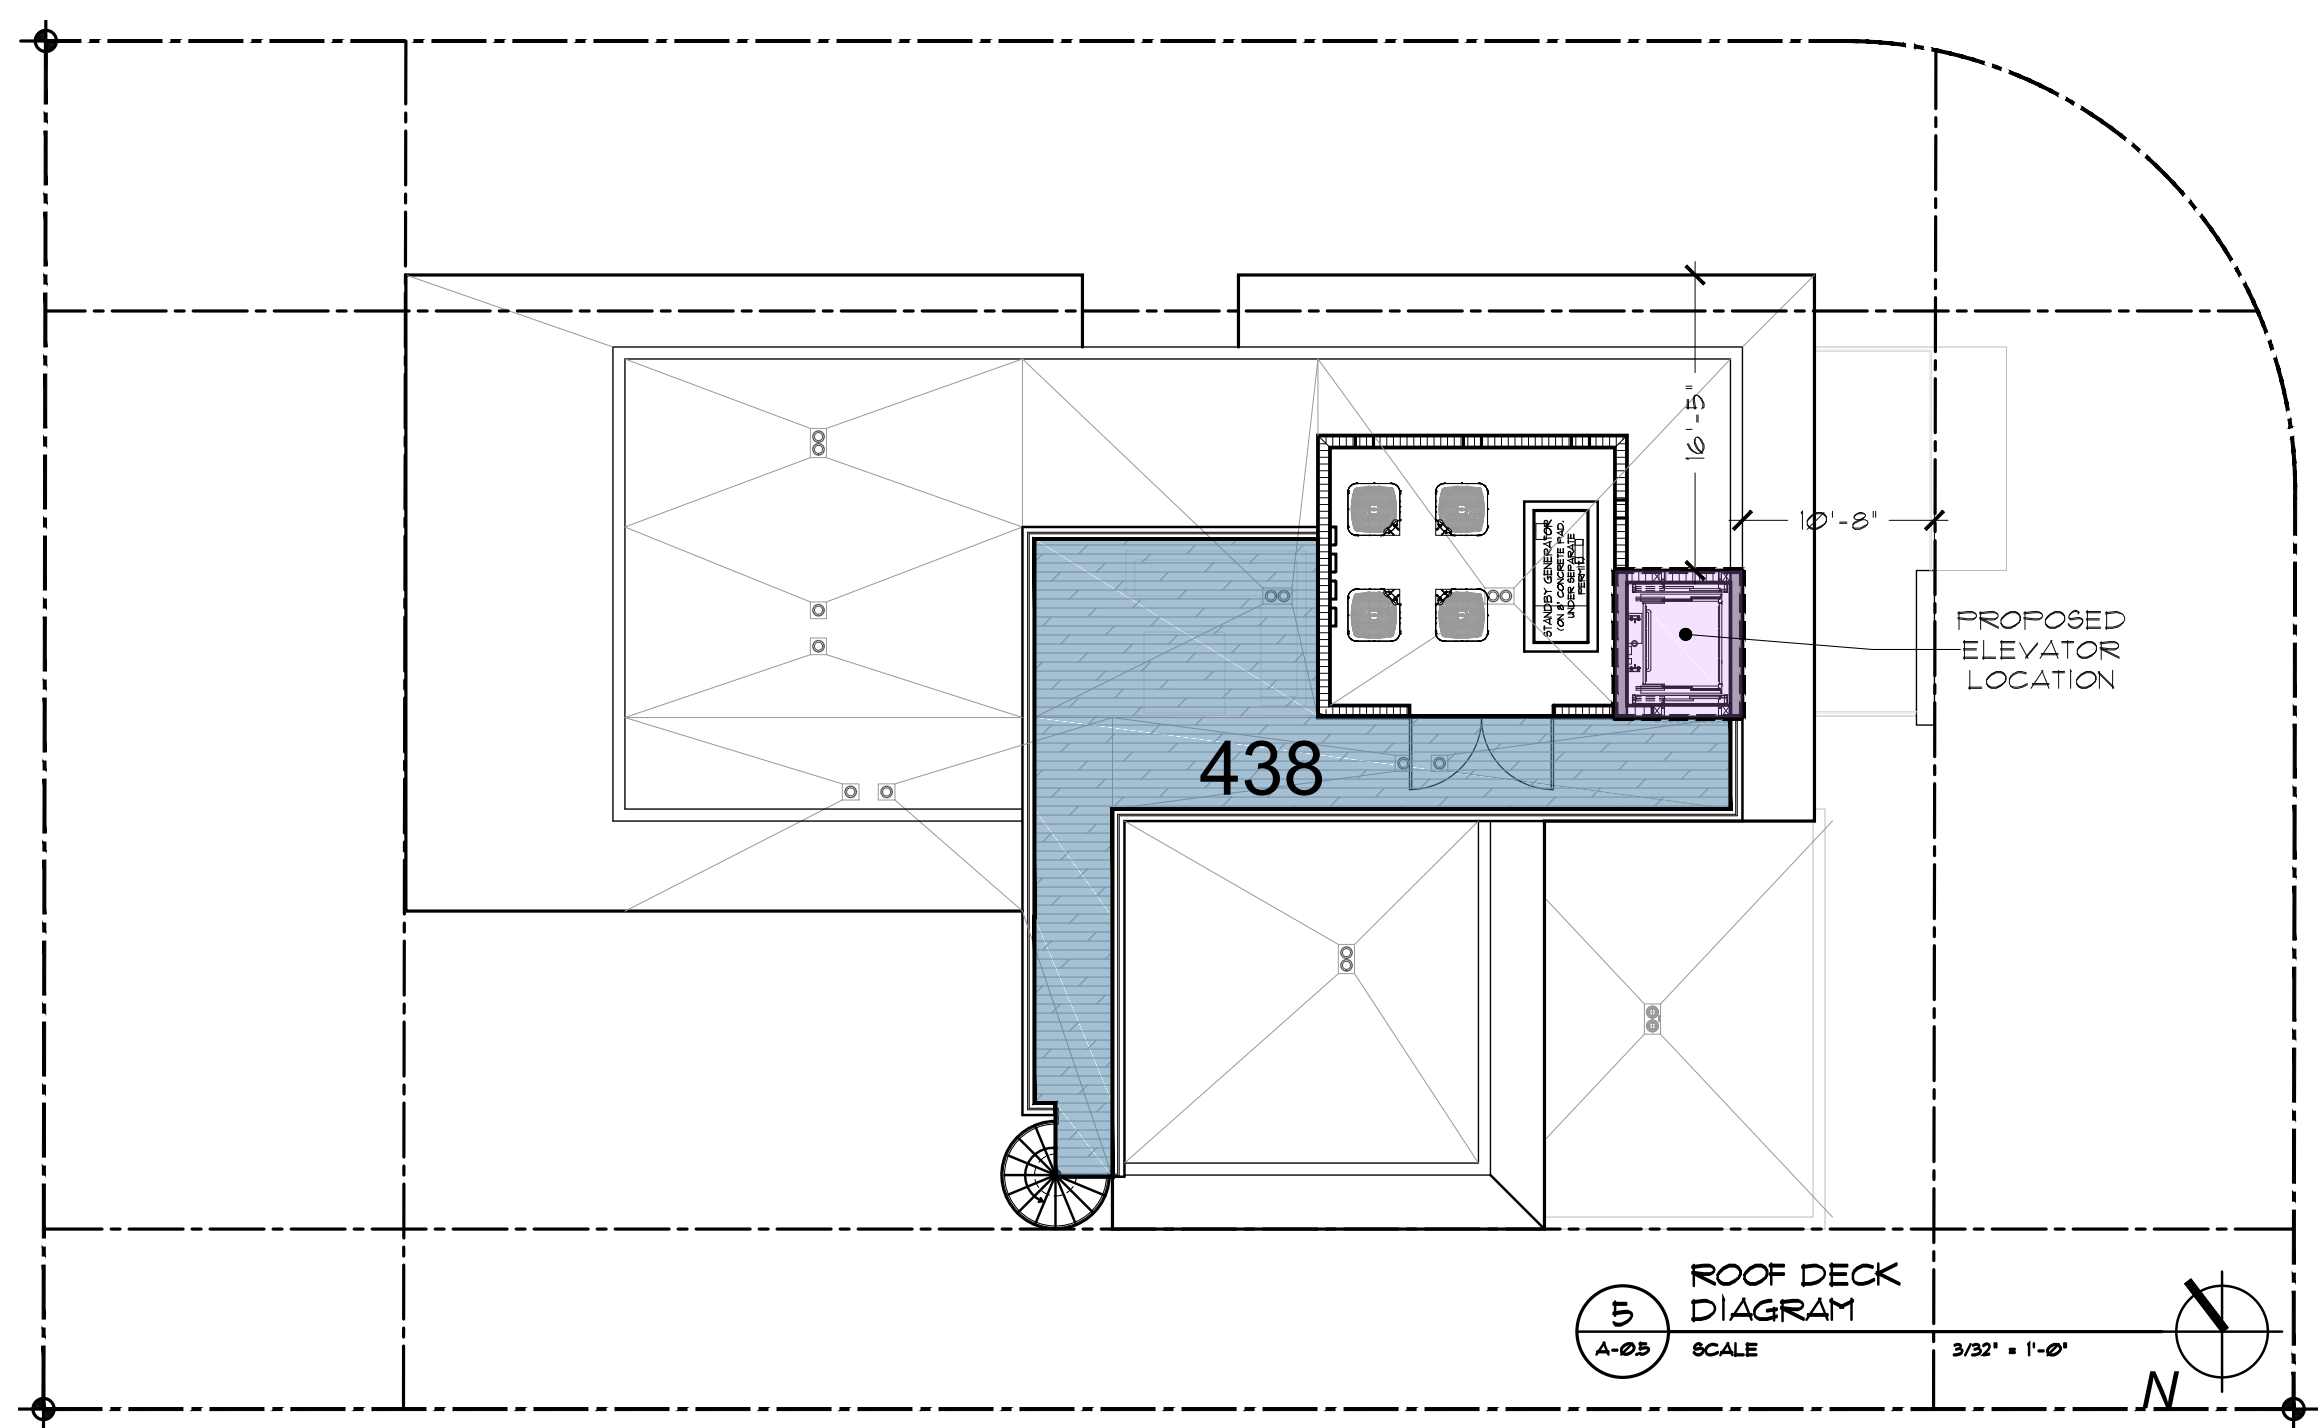 16'-5"
10'-8"
STANDBY GENERATOR
(ON 8" CONCRETE PAD.
UNDER SEPARATE
PERMIT)
PROPOSED
ELEVATOR
LOCATION
438
ROOF DECK
DIAGRAM
5
A-05
SCALE 3/32" = 1'-0"
N